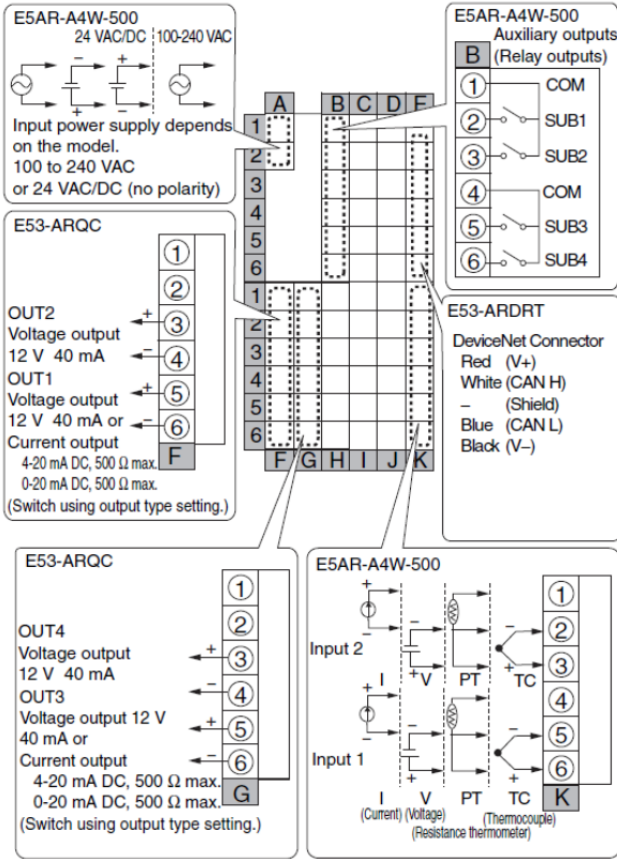 E5AR-A4W-500
24 VAC/DC 100-240 VAC
− + 
+ −
Input power supply depends
on the model.
100 to 240 VAC
or 24 VAC/DC (no polarity)
E5AR-A4W-500
Auxiliary outputs
(Relay outputs)
B
1 COM
2 SUB1
3 SUB2
4 COM
5 SUB3
6 SUB4
A B C D E
1
2
3
4
5
6
1
2
3
4
5
6
F G H I J K
E53-ARQC
1
2
OUT2
Voltage output
12 V 40 mA
+ 3
− 4
OUT1
Voltage output
12 V 40 mA or
Current output
+ 5
− 6
4-20 mA DC, 500 Ω max.
0-20 mA DC, 500 Ω max.
F
(Switch using output type setting.)
E53-ARDRT
DeviceNet Connector
Red (V+)
White (CAN H)
– (Shield)
Blue (CAN L)
Black (V–)
E53-ARQC
1
2
OUT4
Voltage output
12 V 40 mA
+ 3
− 4
OUT3
Voltage output 12 V
40 mA or
Current output
+ 5
− 6
4-20 mA DC, 500 Ω max.
0-20 mA DC, 500 Ω max.
G
(Switch using output type setting.)
E5AR-A4W-500
1
2
3
4
5
6
K
Input 2
+ − − + − +
I V PT TC
Input 1
+ − − + − +
I V PT TC
(Current) (Voltage) (Thermocouple)
(Resistance thermometer)